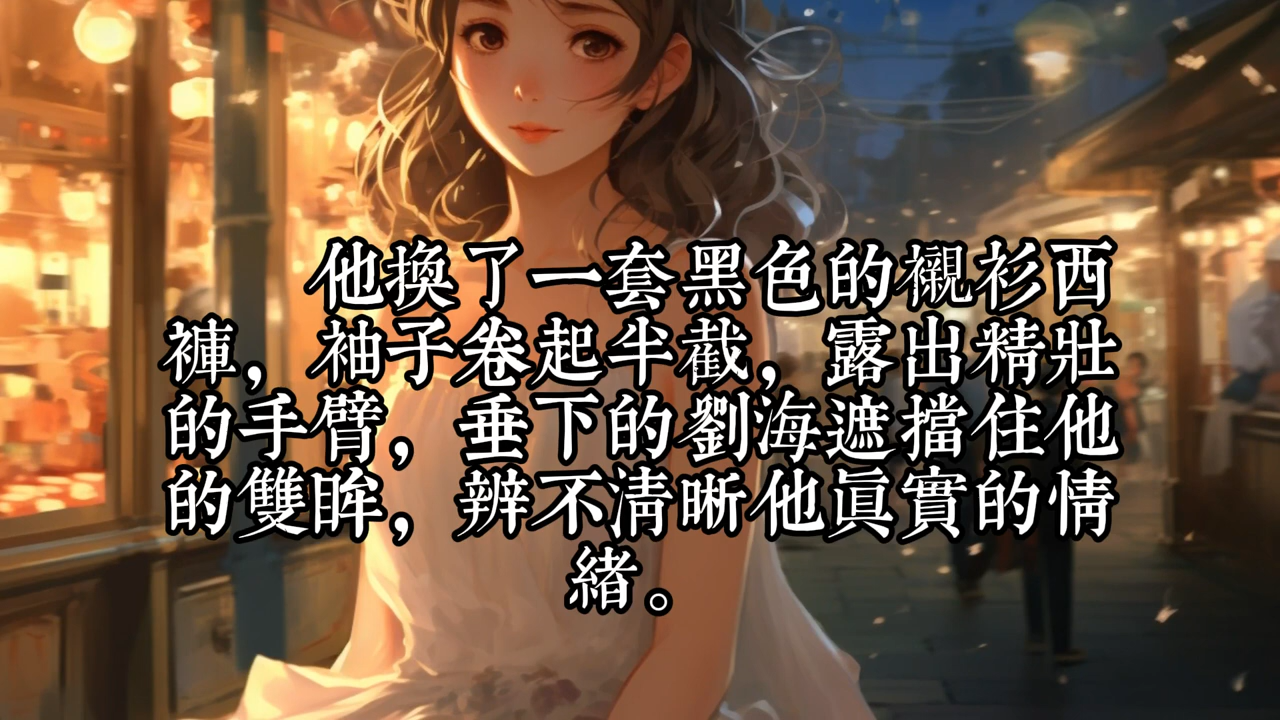 他換了一套黑色的襯衫西
褲，袖子卷起半截，露出精壯
的手臂，垂下的劉海遮擋住他
的雙眸，辨不清晰他眞實的情
緒。